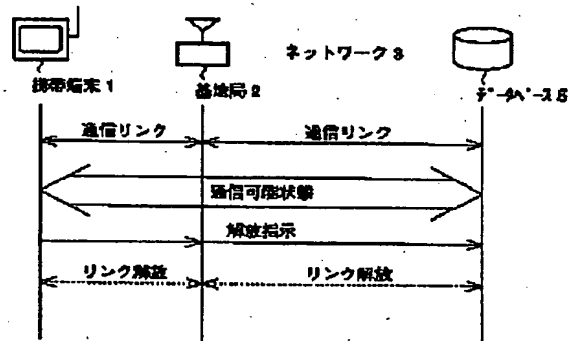 ネットワーク 3
携帯端末 1
基地局 2
データベース 5
通信リンク
通信リンク
通信可能状態
解放指示
リンク解放
リンク解放